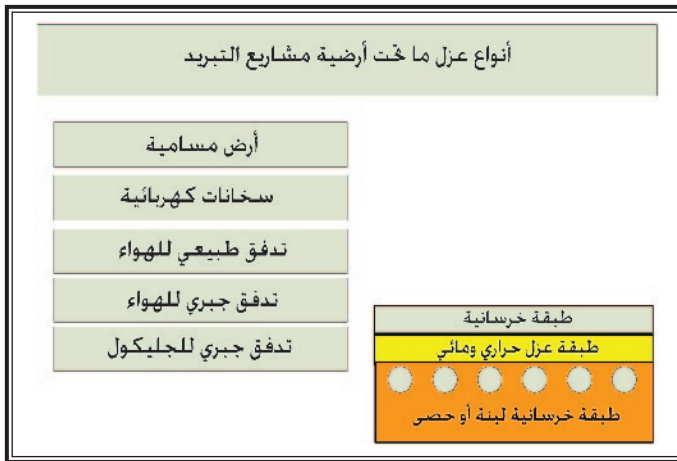 أنواع عزل ما تحت أرضية مشاريع التبريد
أرض مسامية
سخانات كهربائية
تدفق طبيعي للهواء
تدفق جبري للهواء
تدفق جبري للجليكول
طبقة خرسانية
طبقة عزل حراري ومائي
طبقة خرسانية لبنة أو حصى